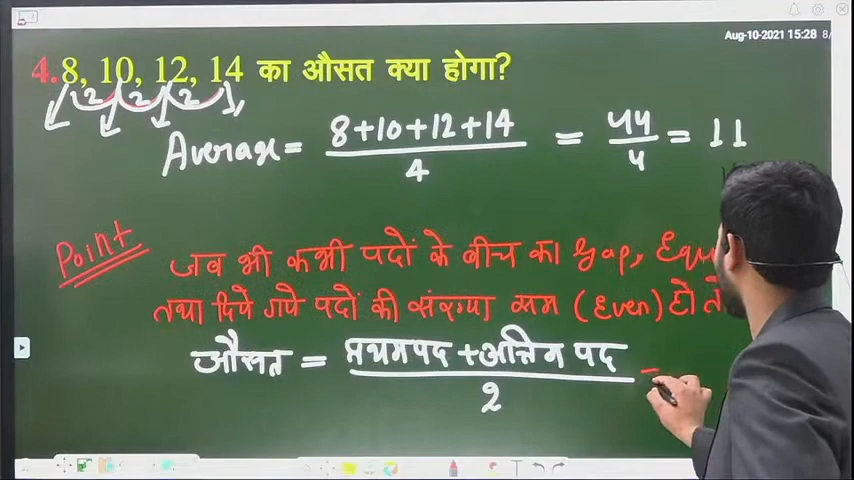 Aug-10-2021 15:28 8/
4. 8, 10, 12, 14 का औसत क्या होगा?
2 2 2
Average = 8+10+12+14 / 4 = 44 / 4 = 11
Point
जब भी कभी पदों के बीच का Gap,
तथा दिये गये पदों की संख्या सम (Even) हो तो
औसत = प्रथमपद + अन्तिम पद / 2 =